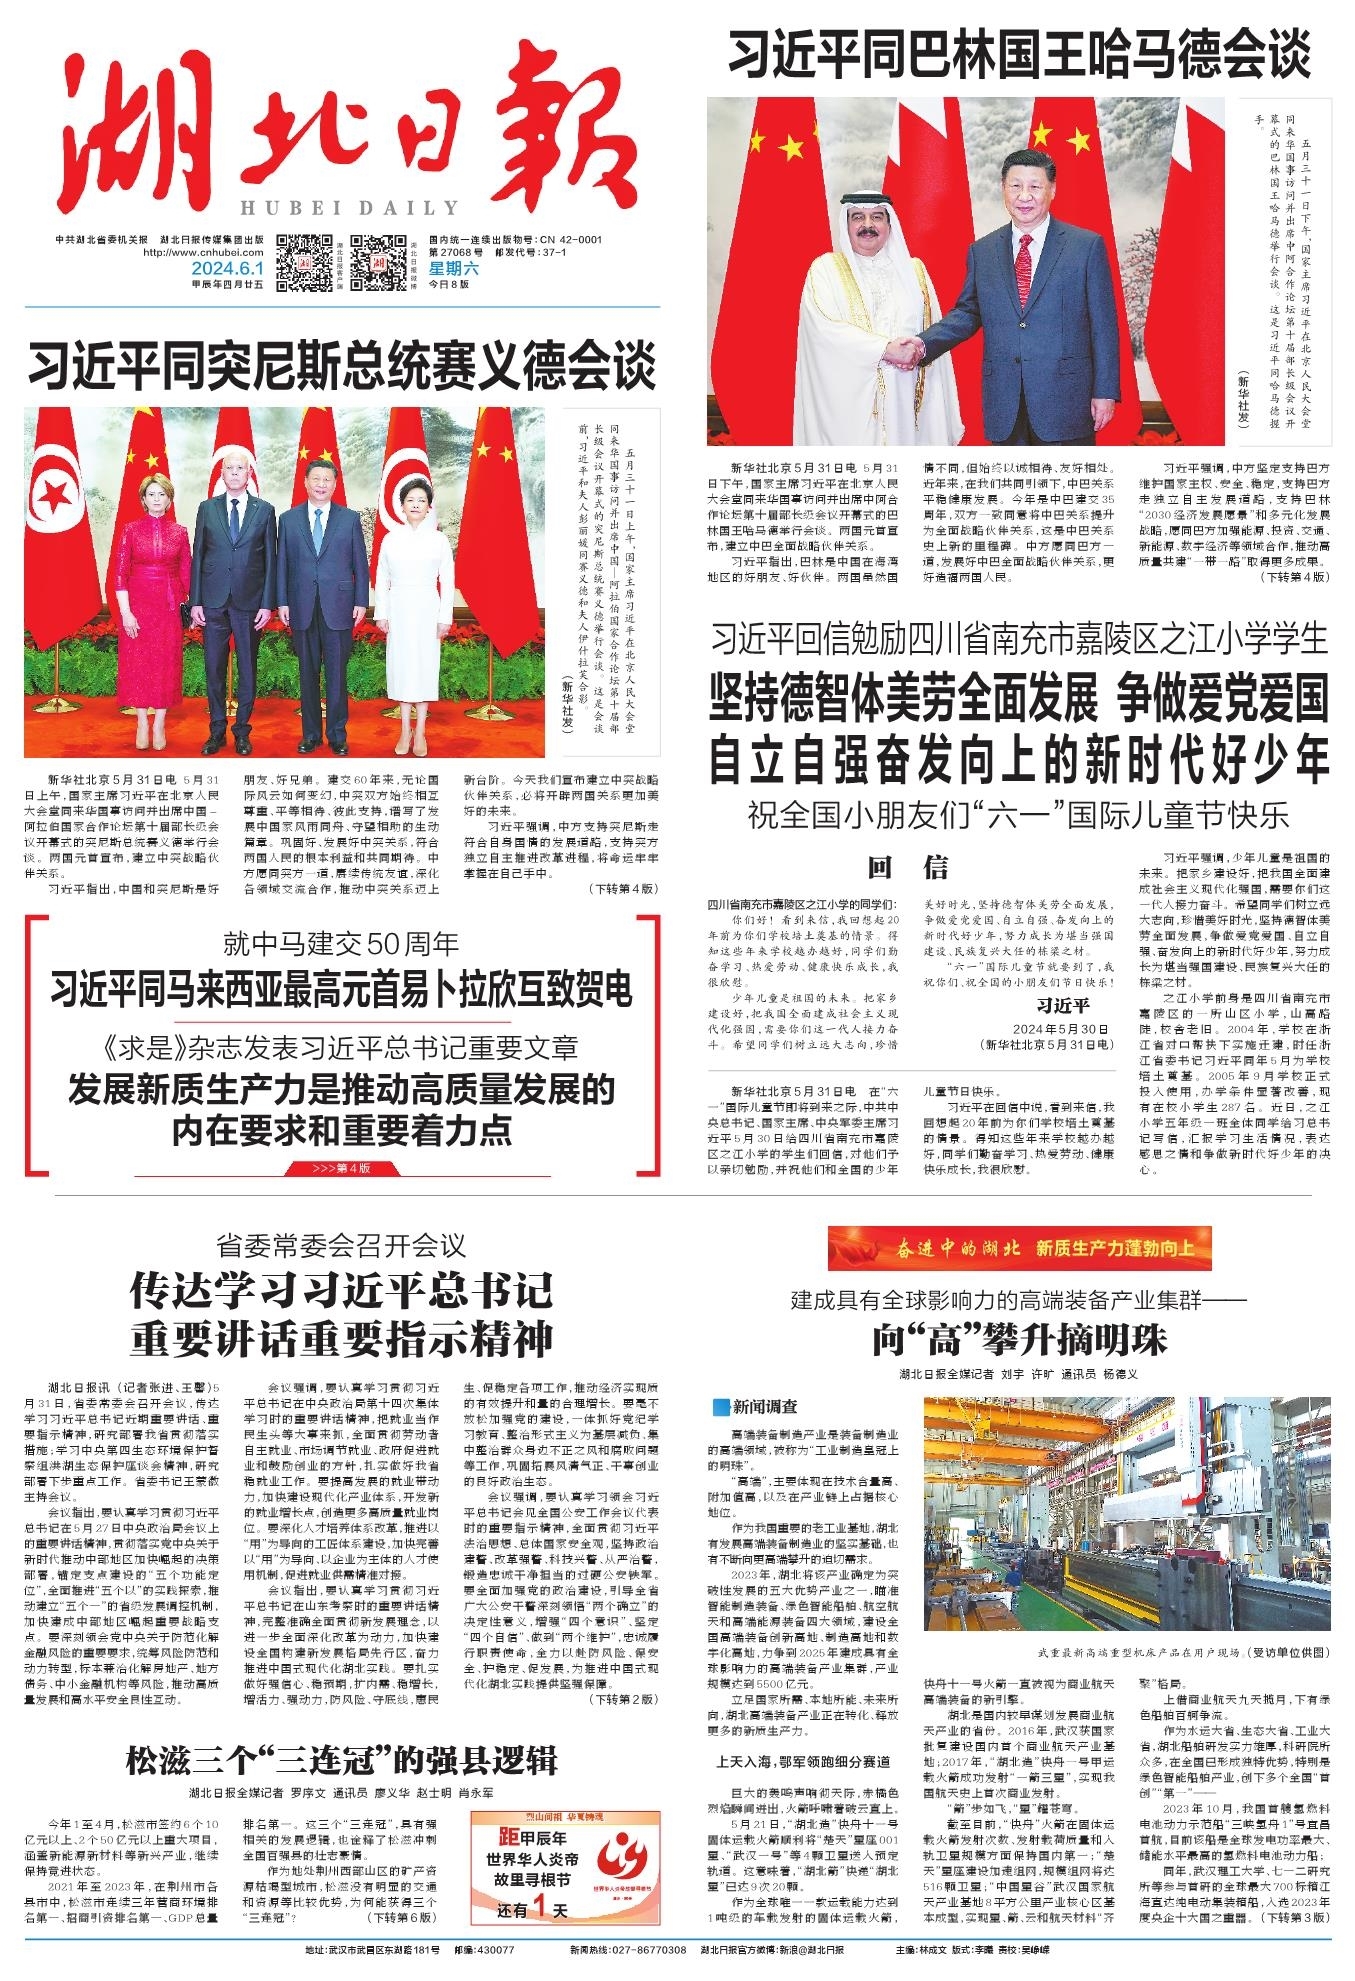 湖北日報
HUBEI DAILY
中共湖北省委机关报 湖北日报传媒集团出版
http://www.cnhubei.com
2024.6.1
甲辰年四月廿五
湖北日报客户端
湖北日报微博
国内统一连续出版物号:CN 42-0001
第27068号 邮发代号:37-1
星期六
今日8版
习近平同突尼斯总统赛义德会谈
五月三十一日上午,国家主席习近平在北京人民大会堂
同来华国事访问并出席中国—阿拉伯国家合作论坛第十届部
长级会议开幕式的突尼斯总统赛义德举行会谈。这是会谈
前,习近平和夫人彭丽媛同赛义德和夫人伊什拉芙合影。
(新华社发)
新华社北京5月31日电 5月31
日上午,国家主席习近平在北京人民
大会堂同来华国事访问并出席中国-
阿拉伯国家合作论坛第十届部长级会
议开幕式的突尼斯总统赛义德举行会
谈。两国元首宣布,建立中突战略伙
伴关系。
习近平指出,中国和突尼斯是好
朋友、好兄弟。建交60年来,无论国
际风云如何变幻,中突双方始终相互
尊重、平等相待、彼此支持,谱写了发
展中国家风雨同舟、守望相助的生动
篇章。巩固好、发展好中突关系,符合
两国人民的根本利益和共同期待。中
方愿同突方一道,赓续传统友谊,深化
各领域交流合作,推动中突关系迈上
新台阶。今天我们宣布建立中突战略
伙伴关系,必将开辟两国关系更加美
好的未来。
习近平强调,中方支持突尼斯走
符合自身国情的发展道路,支持突方
独立自主推进改革进程,将命运牢牢
掌握在自己手中。
(下转第4版)
就中马建交50周年
习近平同马来西亚最高元首易卜拉欣互致贺电
《求是》杂志发表习近平总书记重要文章
发展新质生产力是推动高质量发展的
内在要求和重要着力点
>>>第4版
习近平同巴林国王哈马德会谈
五月三十一日下午,国家主席习近平在北京人民大会堂
同来华国事访问并出席中阿合作论坛第十届部长级会议开
幕式的巴林国王哈马德举行会谈。这是习近平同哈马德握
手。
(新华社发)
新华社北京5月31日电 5月31
日下午,国家主席习近平在北京人民
大会堂同来华国事访问并出席中阿合
作论坛第十届部长级会议开幕式的巴
林国王哈马德举行会谈。两国元首宣
布,建立中巴全面战略伙伴关系。
习近平指出,巴林是中国在海湾
地区的好朋友、好伙伴。两国虽然国
情不同,但始终以诚相待、友好相处。
近年来,在我们共同引领下,中巴关系
平稳健康发展。今年是中巴建交35
周年,双方一致同意将中巴关系提升
为全面战略伙伴关系,这是中巴关系
史上新的里程碑。中方愿同巴方一
道,发展好中巴全面战略伙伴关系,更
好造福两国人民。
习近平强调,中方坚定支持巴方
维护国家主权、安全、稳定,支持巴方
走独立自主发展道路,支持巴林
“2030经济发展愿景”和多元化发展
战略,愿同巴方加强能源、投资、交通、
新能源、数字经济等领域合作,推动高
质量共建“一带一路”取得更多成果。
(下转第4版)
习近平回信勉励四川省南充市嘉陵区之江小学学生
坚持德智体美劳全面发展 争做爱党爱国
自立自强奋发向上的新时代好少年
祝全国小朋友们“六一”国际儿童节快乐
回 信
四川省南充市嘉陵区之江小学的同学们:
你们好!看到来信,我回想起20
年前为你们学校培土奠基的情景。得
知这些年来学校越办越好,同学们勤
奋学习、热爱劳动、健康快乐成长,我
很欣慰。
少年儿童是祖国的未来。把家乡
建设好,把我国全面建成社会主义现
代化强国,需要你们这一代人接力奋
斗。希望同学们树立远大志向,珍惜
美好时光,坚持德智体美劳全面发展,
争做爱党爱国、自立自强、奋发向上的
新时代好少年,努力成长为堪当强国
建设、民族复兴大任的栋梁之材。
“六一”国际儿童节就要到了,我
祝你们、祝全国的小朋友们节日快乐!
习近平
2024年5月30日
(新华社北京5月31日电)
新华社北京5月31日电 在“六
一”国际儿童节即将到来之际,中共中
央总书记、国家主席、中央军委主席习
近平5月30日给四川省南充市嘉陵
区之江小学的学生们回信,对他们予
以亲切勉励,并祝他们和全国的少年
儿童节日快乐。
习近平在回信中说,看到来信,我
回想起20年前为你们学校培土奠基
的情景。得知这些年来学校越办越
好,同学们勤奋学习、热爱劳动、健康
快乐成长,我很欣慰。
习近平强调,少年儿童是祖国的
未来。把家乡建设好,把我国全面建
成社会主义现代化强国,需要你们这
一代人接力奋斗。希望同学们树立远
大志向,珍惜美好时光,坚持德智体美
劳全面发展,争做爱党爱国、自立自
强、奋发向上的新时代好少年,努力成
长为堪当强国建设、民族复兴大任的
栋梁之材。
之江小学前身是四川省南充市
嘉陵区的一所山区小学,山高路
陡,校舍老旧。2004年,学校在浙
江省对口帮扶下实施迁建,时任浙
江省委书记习近平同年5月为学校
培土奠基。2005年9月学校正式
投入使用,办学条件显著改善,现
有在校小学生287名。近日,之江
小学五年级一班全体同学给习总书
记写信,汇报学习生活情况,表达
感恩之情和争做新时代好少年的决
心。
省委常委会召开会议
传达学习习近平总书记
重要讲话重要指示精神
湖北日报讯(记者张进、王馨)5
月31日,省委常委会召开会议,传达
学习习近平总书记近期重要讲话、重
要指示精神,研究部署我省贯彻落实
措施;学习中央第四生态环境保护督
察组洪湖生态保护座谈会精神,研究
部署下步重点工作。省委书记王蒙徽
主持会议。
会议指出,要认真学习贯彻习近平
总书记在5月27日中央政治局会议上
的重要讲话精神,贯彻落实党中央关于
新时代推动中部地区加快崛起的决策
部署,锚定支点建设的“五个功能定
位”,全面推进“五个以”的实践探索,推
动建立“五个一”的省级发展调控机制,
加快建成中部地区崛起重要战略支
点。要深刻领会党中央关于防范化解
金融风险的重要要求,统筹风险防范和
动力转型,标本兼治化解房地产、地方
债务、中小金融机构等风险,推动高质
量发展和高水平安全良性互动。
会议强调,要认真学习贯彻习近
平总书记在中央政治局第十四次集体
学习时的重要讲话精神,把就业当作
民生头等大事来抓,全面贯彻劳动者
自主就业、市场调节就业、政府促进就
业和鼓励创业的方针,扎实做好我省
稳就业工作。要提高发展的就业带动
力,加快建设现代化产业体系,开发新
的就业增长点,创造更多高质量就业岗
位。要深化人才培养体系改革,推进以
“用”为导向的工匠体系建设,加快完善
以“用”为导向、以企业为主体的人才使
用机制,促进就业供需精准对接。
会议指出,要认真学习贯彻习近
平总书记在山东考察时的重要讲话精
神,完整准确全面贯彻新发展理念,以
进一步全面深化改革为动力,加快建
设全国构建新发展格局先行区,奋力
推进中国式现代化湖北实践。要扎实
做好强信心、稳预期,扩内需、稳增长,
增活力、强动力,防风险、守底线,惠民
生、促稳定各项工作,推动经济实现质
的有效提升和量的合理增长。要毫不
放松加强党的建设,一体抓好党纪学
习教育、整治形式主义为基层减负、集
中整治群众身边不正之风和腐败问题
等工作,巩固拓展风清气正、干事创业
的良好政治生态。
会议强调,要认真学习领会习近
平总书记会见全国公安工作会议代表
时的重要指示精神,全面贯彻习近平
法治思想、总体国家安全观,坚持政治
建警、改革强警、科技兴警、从严治警,
锻造忠诚干净担当的过硬公安铁军。
要全面加强党的政治建设,引导全省
广大公安干警深刻领悟“两个确立”的
决定性意义,增强“四个意识”、坚定
“四个自信”、做到“两个维护”,忠诚履
行职责使命,全力以赴防风险、保安
全、护稳定、促发展,为推进中国式现
代化湖北实践提供坚强保障。
(下转第2版)
松滋三个“三连冠”的强县逻辑
湖北日报全媒记者 罗序文 通讯员 廖义华 赵士明 肖永军
今年1至4月,松滋市签约6个10
亿元以上、2个50亿元以上重大项目,
涵盖新能源新材料等新兴产业,继续
保持竞进状态。
2021年至2023年,在荆州市各
县市中,松滋市连续三年营商环境排
名第一、招商引资排名第一、GDP总量
排名第一。这三个“三连冠”,具有强
相关的发展逻辑,也诠释了松滋冲刺
全国百强县的壮志豪情。
作为地处荆州西部山区的矿产资
源枯竭型城市,松滋没有明显的交通
和资源等比较优势,为何能获得三个
“三连冠”?
(下转第6版)
烈山问祖 华夏铸魂
距甲辰年
世界华人炎帝
故里寻根节
还有1天
奋进中的湖北 新质生产力蓬勃向上
建成具有全球影响力的高端装备产业集群——
向“高”攀升摘明珠
湖北日报全媒记者 刘宇 许旷 通讯员 杨德义
新闻调查
高端装备制造产业是装备制造业
的高端领域,被称为“工业制造皇冠上
的明珠”。
“高端”,主要体现在技术含量高、
附加值高,以及在产业链上占据核心
地位。
作为我国重要的老工业基地,湖北
有发展高端装备制造业的坚实基础,也
有不断向更高端攀升的迫切需求。
2023年,湖北将该产业确定为突
破性发展的五大优势产业之一,瞄准
智能制造装备、绿色智能船舶、航空航
天和高端能源装备四大领域,建设全
国高端装备创新高地、制造高地和数
字化高地,力争到2025年建成具有全
球影响力的高端装备产业集群,产业
规模达到5500亿元。
立足国家所需、本地所能、未来所
向,湖北高端装备产业正在转化、释放
更多的新质生产力。
上天入海,鄂军领跑细分赛道
巨大的轰鸣声响彻天际,赤橘色
烈焰瞬间迸出,火箭呼啸着破云直上。
5月21日,“湖北造”快舟十一号
固体运载火箭顺利将“楚天”星座001
星、“武汉一号”等4颗卫星送入预定
轨道。这意味着,“湖北箭”快递“湖北
星”已达9次20颗。
作为全球唯一一款运载能力达到
1吨级的车载发射的固体运载火箭,
武重最新高端重型机床产品在用户现场。(受访单位供图)
快舟十一号火箭一直被视为商业航天
高端装备的新引擎。
湖北是国内较早谋划发展商业航
天产业的省份。2016年,武汉获国家
批复建设国内首个商业航天产业基
地;2017年,“湖北造”快舟一号甲运
载火箭成功发射“一箭三星”,实现我
国航天史上首次商业发射。
“箭”步如飞,“星”耀苍穹。
截至目前,“快舟”火箭在固体运
载火箭发射次数、发射载荷质量和入
轨卫星规模方面保持国内第一;“楚
天”星座建设加速组网,规模组网将达
516颗卫星;“中国星谷”武汉国家航
天产业基地8平方公里产业核心区基
本成型,实现星、箭、云和航天材料“齐
聚”格局。
上借商业航天九天揽月,下有绿
色船舶百舸争流。
作为水运大省、生态大省、工业大
省,湖北船舶研发实力雄厚,科研院所
众多,在全国已形成独特优势,特别是
绿色智能船舶产业,创下多个全国“首
创”“第一”——
2023年10月,我国首艘氢燃料
电池动力示范船“三峡氢舟1”号宜昌
首航,目前该船是全球发电功率最大、
储能水平最高的氢燃料电池动力船;
同年,武汉理工大学、七一二研究
所等参与首研的全球最大700标箱江
海直达纯电动集装箱船,入选2023年
度央企十大国之重器。(下转第3版)
地址:武汉市武昌区东湖路181号 邮编:430077 新闻热线:027-86770308 湖北日报官方微博:新浪@湖北日报 主编:林成文 版式:李曦 责校:吴峥嵘